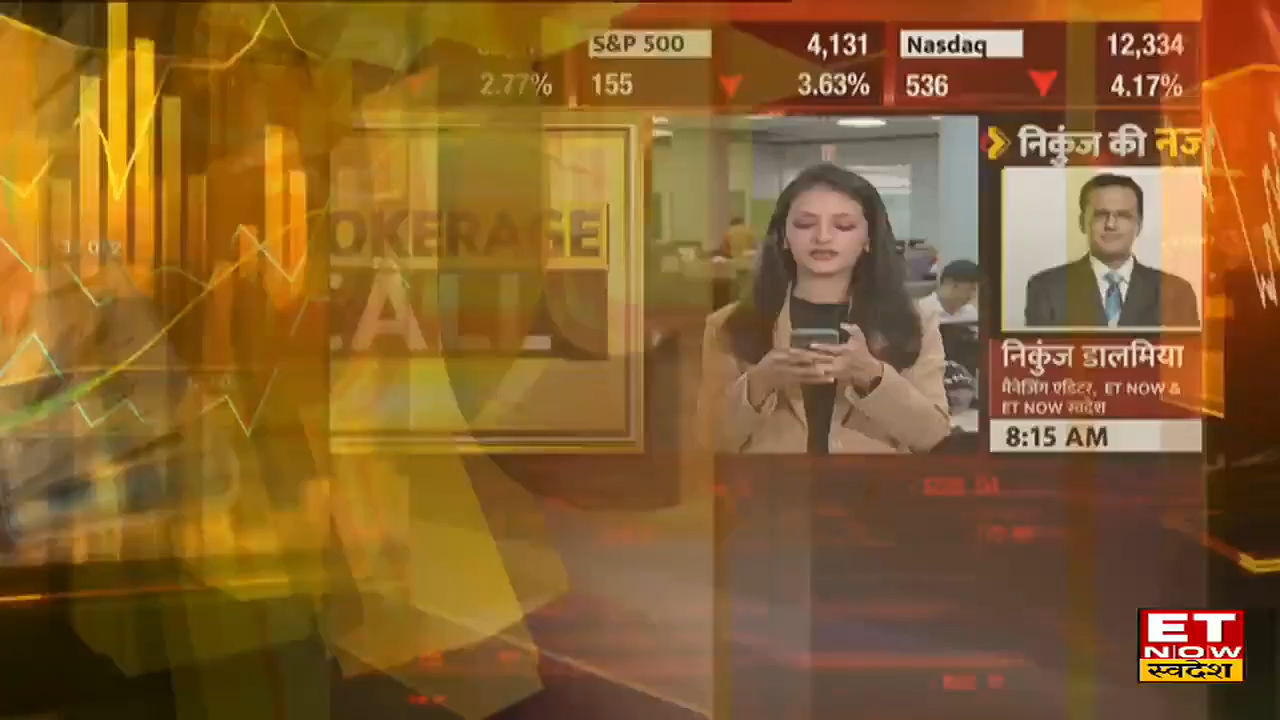 S&P 500
4,131
Nasdaq
12,334
2.77%
155
3.63%
536
4.17%
निकुंज की नज
OKERAGE
CALL
निकुंज डालमिया
मैनेजिंग एडिटर, ET NOW &
ET NOW स्वदेश
8:15 AM
ET
NOW
स्वदेश